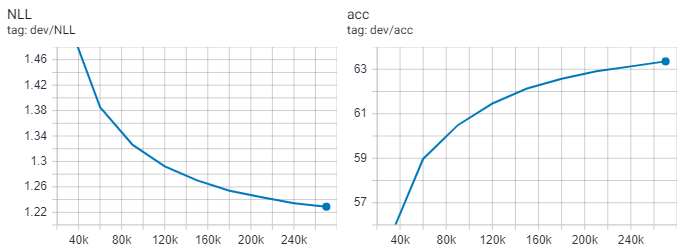 NLL
tag: dev/NLL
1.46
1.42
1.38
1.34
1.3
1.26
1.22
40k 80k 120k 160k 200k 240k
acc
tag: dev/acc
63
61
59
57
40k 80k 120k 160k 200k 240k